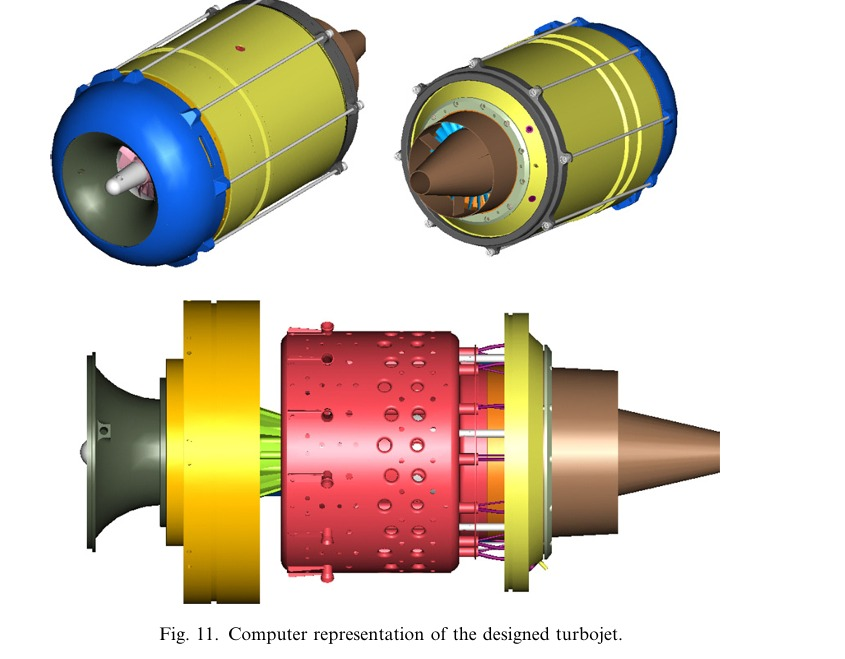 Fig. 11. Computer representation of the designed turbojet.